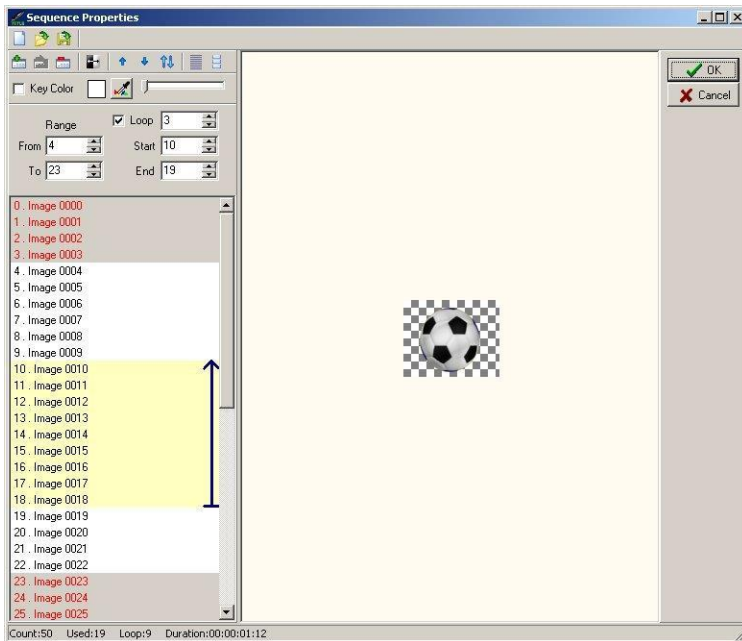 Sequence Properties
OK
Cancel
Key Color
Range
Loop 3
From 4
Start 10
To 23
End 19
0 . Image 0000
1 . Image 0001
2 . Image 0002
3 . Image 0003
4 . Image 0004
5 . Image 0005
6 . Image 0006
7 . Image 0007
8 . Image 0008
9 . Image 0009
10 . Image 0010
11 . Image 0011
12 . Image 0012
13 . Image 0013
14 . Image 0014
15 . Image 0015
16 . Image 0016
17 . Image 0017
18 . Image 0018
19 . Image 0019
20 . Image 0020
21 . Image 0021
22 . Image 0022
23 . Image 0023
24 . Image 0024
25 . Image 0025
Count:50 Used:19 Loop:9 Duration:00:00:01:12